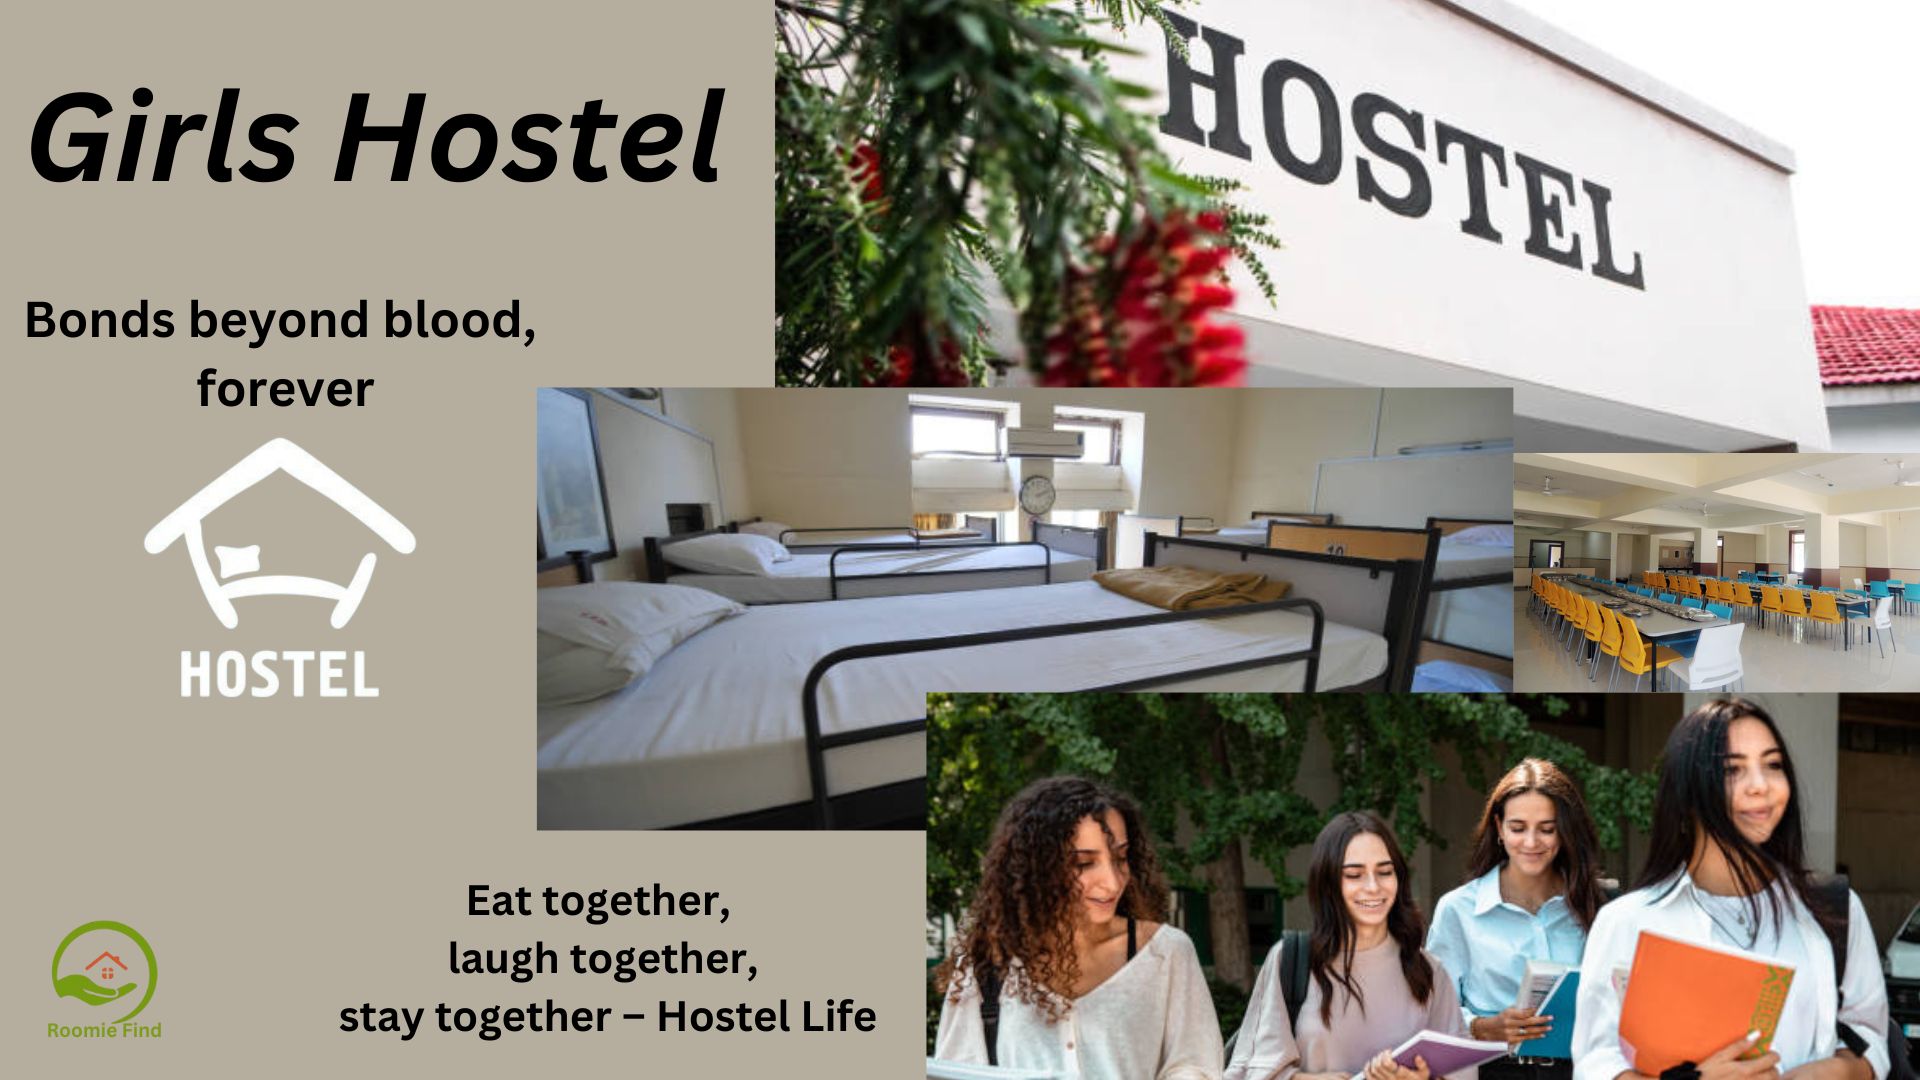 Girls Hostel
HOSTEL
Bonds beyond blood,
forever
HOSTEL
Eat together,
laugh together,
stay together – Hostel Life
Roomie Find